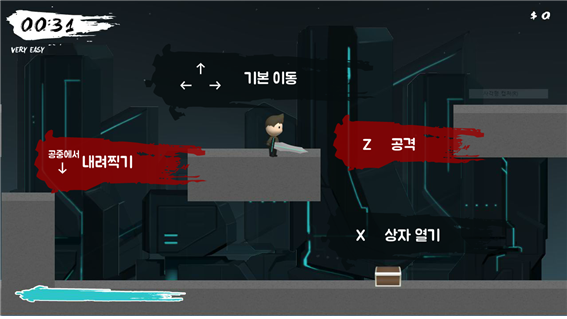 00:31
$ 0
VERY EASY
↑
← →
기본 이동
Z 공격
공중에서
↓
내려찍기
X 상자 열기